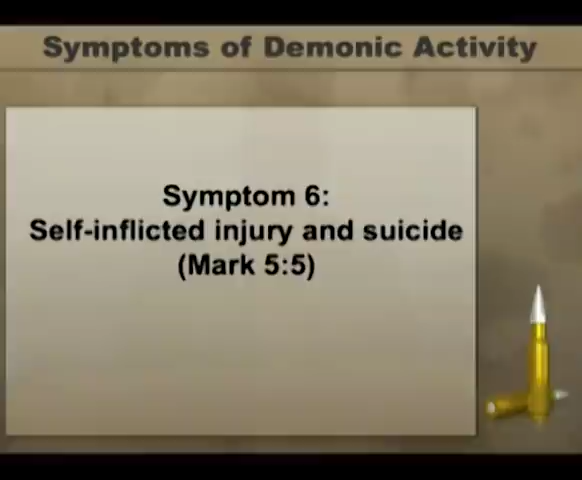 Symptoms of Demonic Activity
Symptom 6:
Self-inflicted injury and suicide
(Mark 5:5)